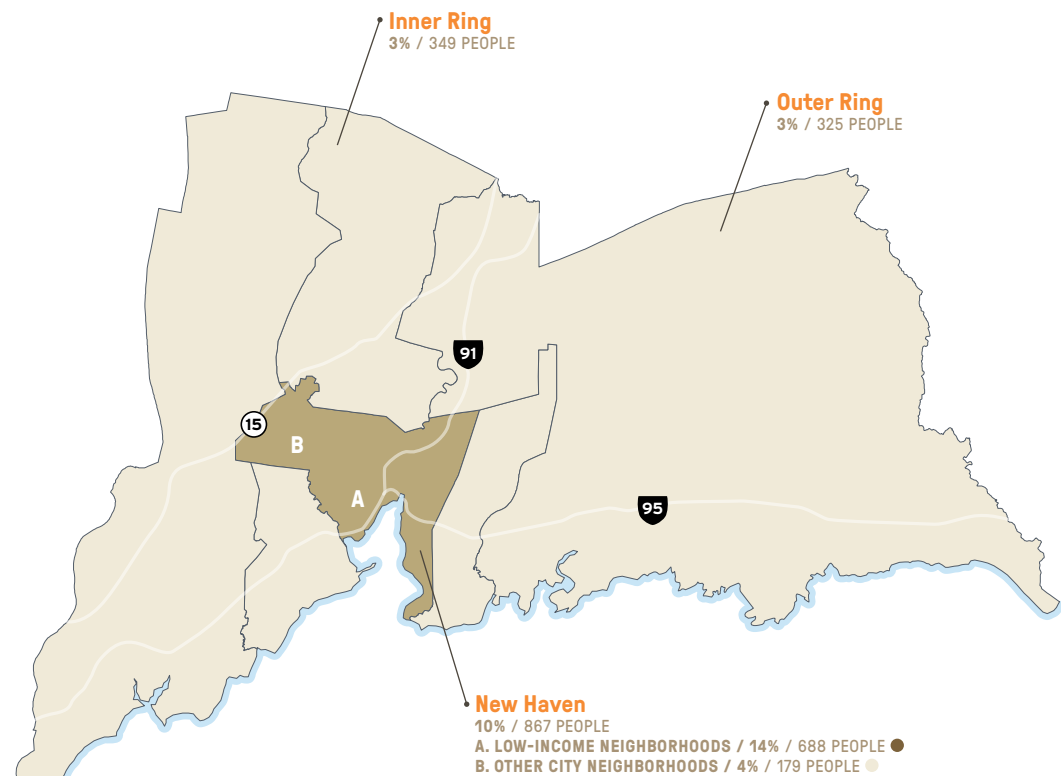 Inner Ring
3% / 349 PEOPLE
Outer Ring
3% / 325 PEOPLE
91
15
B
A
95
New Haven
10% / 867 PEOPLE
A. LOW-INCOME NEIGHBORHOODS / 14% / 688 PEOPLE
B. OTHER CITY NEIGHBORHOODS / 4% / 179 PEOPLE